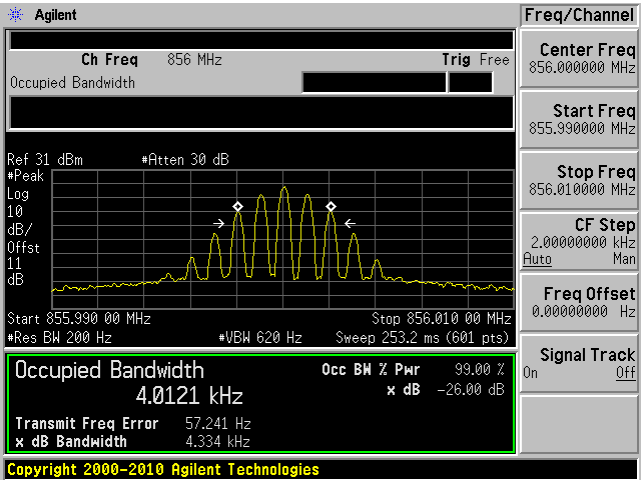 Agilent
Freq/Channel
Ch Freq 856 MHz Trig Free
Occupied Bandwidth
Center Freq
856.000000 MHz
Start Freq
855.990000 MHz
Stop Freq
856.010000 MHz
CF Step
2.00000000 kHz
Auto Man
Freq Offset
0.00000000 Hz
Signal Track
On Off
Ref 31 dBm #Atten 30 dB
#Peak
Log
10
dB/
Offst
11
dB
Start 855.990 00 MHz Stop 856.010 00 MHz
#Res BW 200 Hz #VBW 620 Hz Sweep 253.2 ms (601 pts)
Occupied Bandwidth Occ BW % Pwr 99.00 %
4.0121 kHz x dB -26.00 dB
Transmit Freq Error 57.241 Hz
x dB Bandwidth 4.334 kHz
Copyright 2000-2010 Agilent Technologies